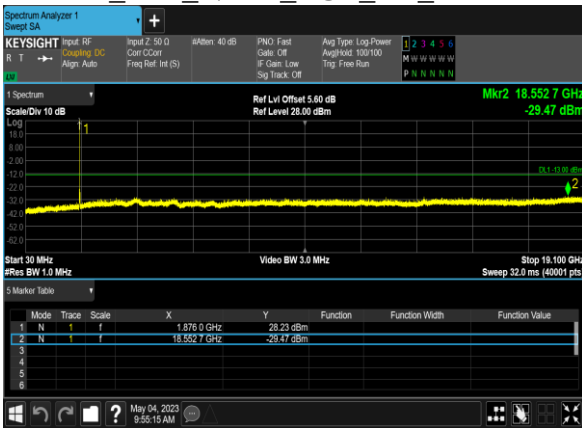 Spectrum Analyzer 1
Swept SA
KEYSIGHT
R T
LV
Input: RF
Coupling: DC
Align: Auto
Input Z: 50 Ω
Corr CCorr
Freq Ref: Int (S)
#Atten: 40 dB
PNO: Fast
Gate: Off
IF Gain: Low
Sig Track: Off
Avg Type: Log-Power
Avg|Hold: 100/100
Trig: Free Run
1 2 3 4 5 6
M W W W W W
P N N N N N
1 Spectrum
Scale/Div 10 dB
Ref Lvl Offset 5.60 dB
Ref Level 28.00 dBm
Mkr2 18.552 7 GHz
-29.47 dBm
Log
18.0
8.00
-2.00
-12.0
-22.0
-32.0
-42.0
-52.0
-62.0
1
DL1 -13.00 dBm
2
Start 30 MHz
#Res BW 1.0 MHz
Video BW 3.0 MHz
Stop 19.100 GHz
Sweep 32.0 ms (40001 pts)
5 Marker Table
Mode Trace Scale X Y Function Function Width Function Value
1 N 1 f 1.876 0 GHz 28.23 dBm
2 N 1 f 18.552 7 GHz -29.47 dBm
3
4
5
6
?
May 04, 2023
9:55:15 AM